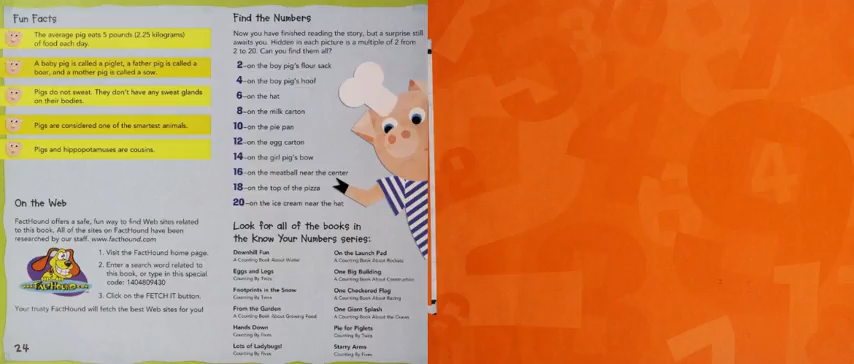 Fun Facts
The average pig eats 5 pounds (2.25 kilograms)
of food each day.
A baby pig is called a piglet, a father pig is called a
boar, and a mother pig is called a sow.
Pigs do not sweat. They don't have any sweat glands
on their bodies.
Pigs are considered one of the smartest animals.
Pigs and hippopotamuses are cousins.
On the Web
FactHound offers a safe, fun way to find Web sites related
to this book. All of the sites on FactHound have been
researched by our staff. www.facthound.com
1. Visit the FactHound home page.
2. Enter a search word related to
this book, or type in this special
code: 1404809430
3. Click on the FETCH IT button.
FACTHOUND
Your trusty FactHound will fetch the best Web sites for you!
24
Find the Numbers
Now you have finished reading the story, but a surprise still
awaits you. Hidden in each picture is a multiple of 2 from
2 to 20. Can you find them all?
2–on the boy pig's flour sack
4–on the boy pig's hoof
6–on the hat
8–on the milk carton
10–on the pie pan
12–on the egg carton
14–on the girl pig's bow
16–on the meatball near the center
18–on the top of the pizza
20–on the ice cream near the hat
Look for all of the books in
the Know Your Numbers series:
Downhill Fun
A Counting Book About Winter
Eggs and Legs
Counting By Twos
Footprints in the Snow
Counting By Twos
From the Garden
A Counting Book About Growing Food
Hands Down
Counting By Fives
Lots of Ladybugs!
Counting By Fives
On the Launch Pad
A Counting Book About Rockets
One Big Building
A Counting Book About Construction
One Checkered Flag
A Counting Book About Racing
One Giant Splash
A Counting Book About the Ocean
Pie for Piglets
Counting By Twos
Starry Arms
Counting By Fives